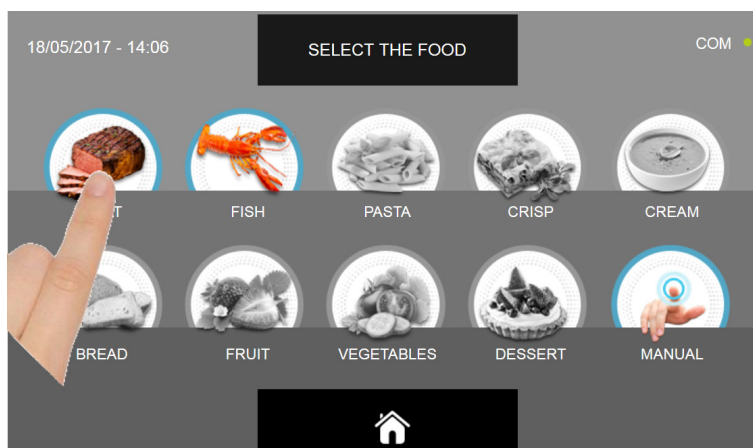 18/05/2017 - 14:06
SELECT THE FOOD
COM
T
FISH
PASTA
CRISP
CREAM
BREAD
FRUIT
VEGETABLES
DESSERT
MANUAL